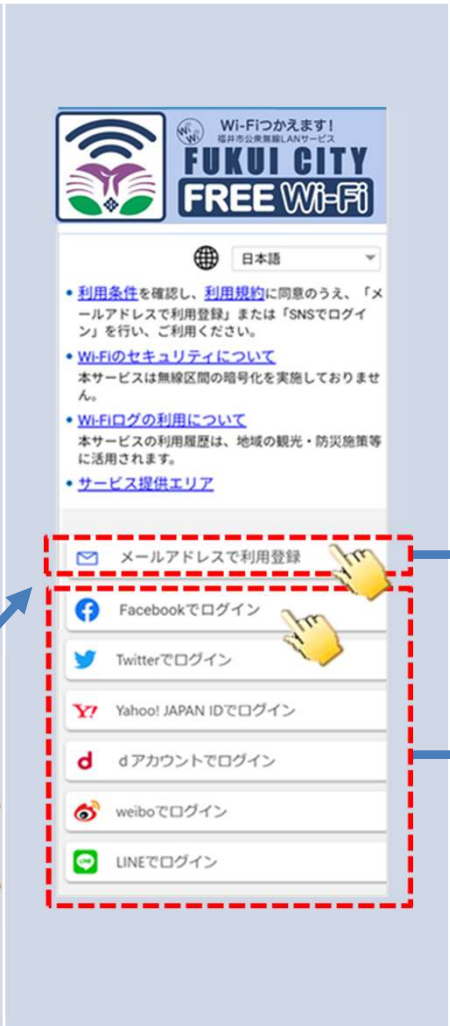 Wi-Fiつかえます!
福井市公衆無線LANサービス
FUKUI CITY
FREE Wi-Fi
日本語
• 利用条件を確認し、利用規約に同意のうえ、「メ
ールアドレスで利用登録」または「SNSでログイ
ン」を行い、ご利用ください。
• Wi-Fiのセキュリティについて
本サービスは無線区間の暗号化を実施しておりませ
ん。
• Wi-Fiログの利用について
本サービスの利用履歴は、地域の観光・防災施策等
に活用されます。
• サービス提供エリア
メールアドレスで利用登録
Facebookでログイン
Twitterでログイン
Y! Yahoo! JAPAN IDでログイン
d dアカウントでログイン
weiboでログイン
LINE LINEでログイン